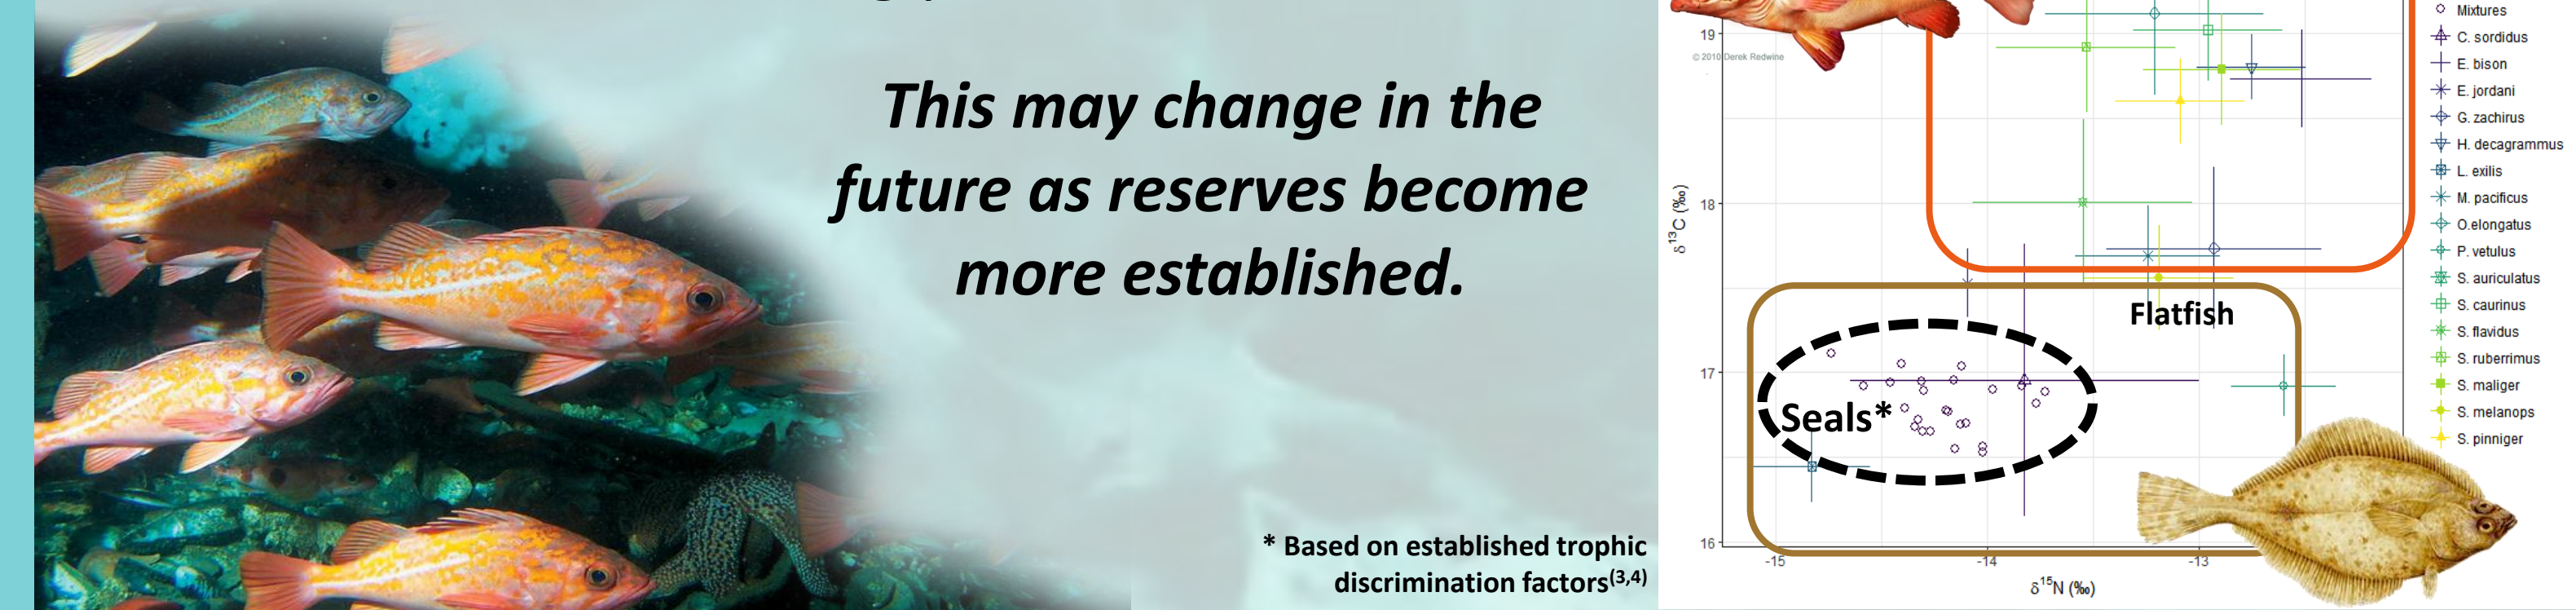 This may change in the
future as reserves become
more established.
* Based on established trophic
discrimination factors(3,4)
© 2010 Derek Redwine
19
18
17
16
δ13C (‰)
-15
-14
-13
δ15N (‰)
Flatfish
Seals*
Mixtures
C. sordidus
E. bison
E. jordani
G. zachirus
H. decagrammus
L. exilis
M. pacificus
O.elongatus
P. vetulus
S. auriculatus
S. caurinus
S. flavidus
S. ruberrimus
S. maliger
S. melanops
S. pinniger